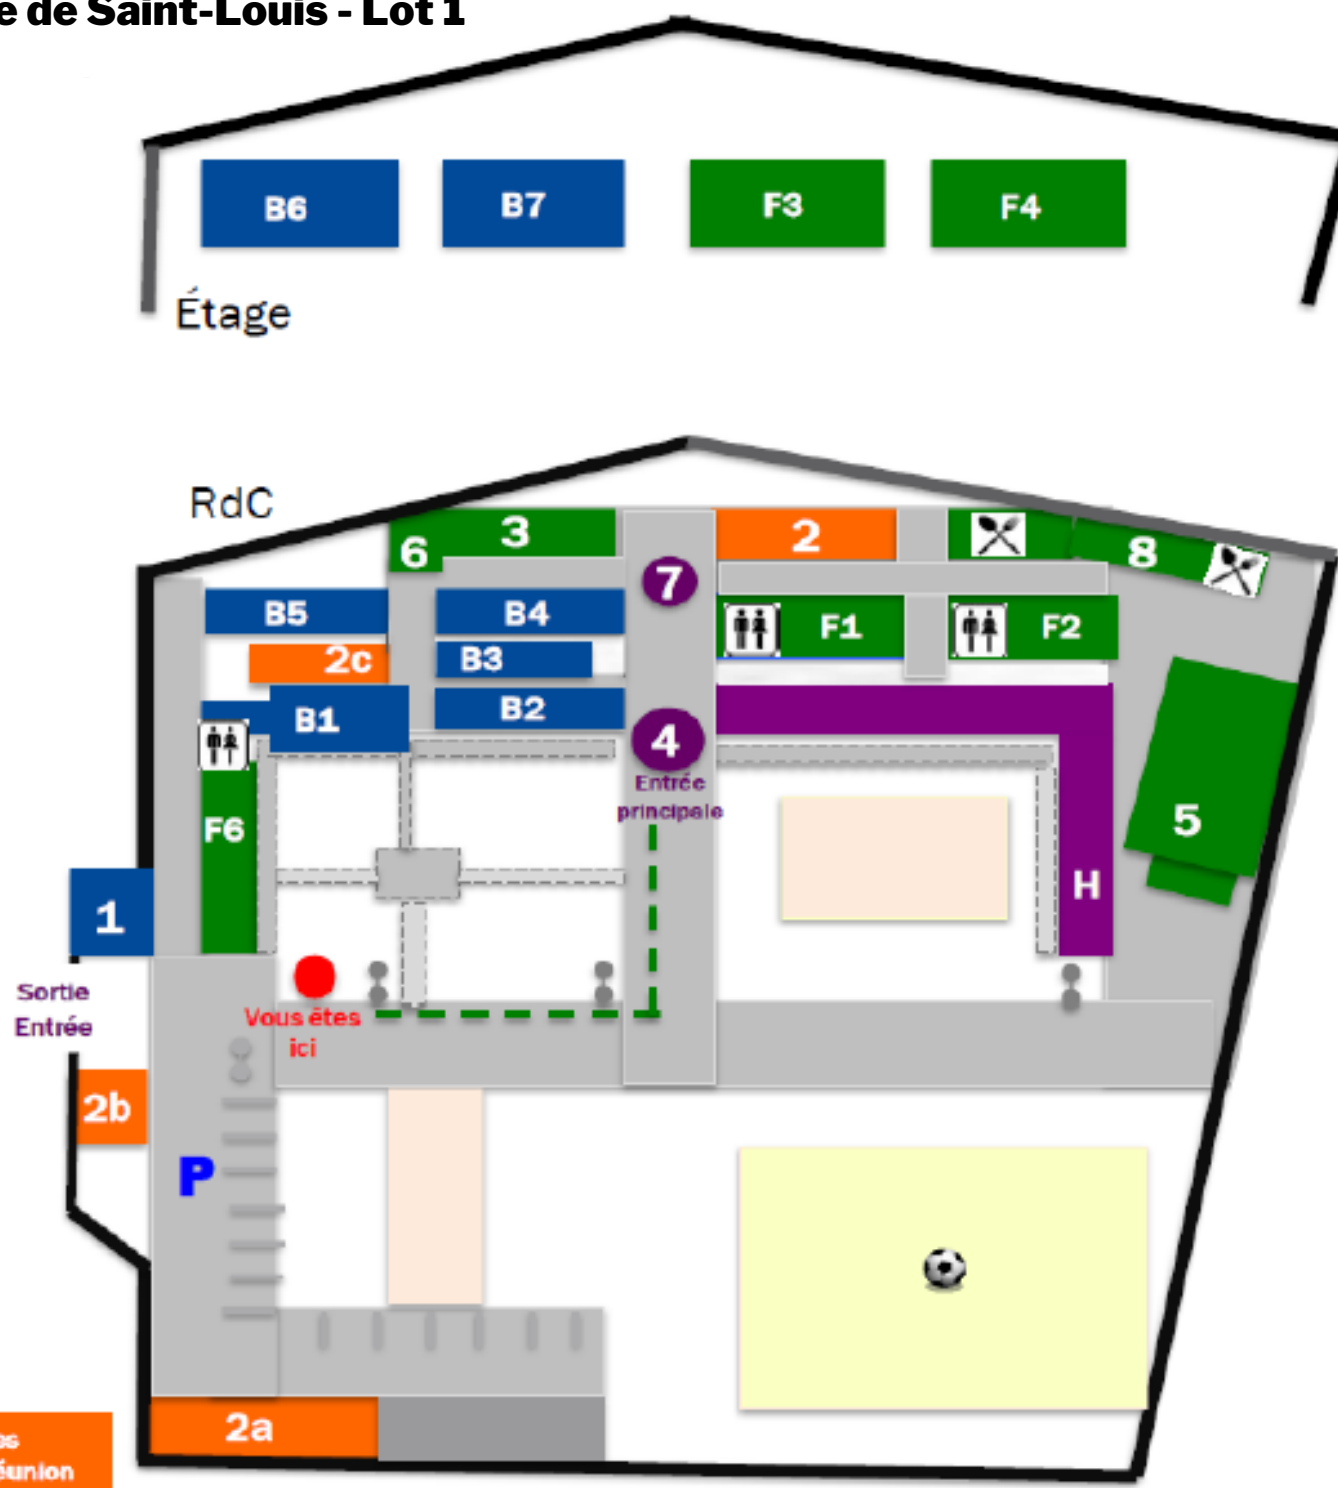 de Saint-Louis - Lot 1
B6
B7
F3
F4
Étage
RdC
6
3
2
8
7
B5
B4
F1
F2
2c
B3
B1
B2
4
Entrée
principale
F6
5
H
1
Sortie
Entrée
Vous êtes
ici
2b
P
2a